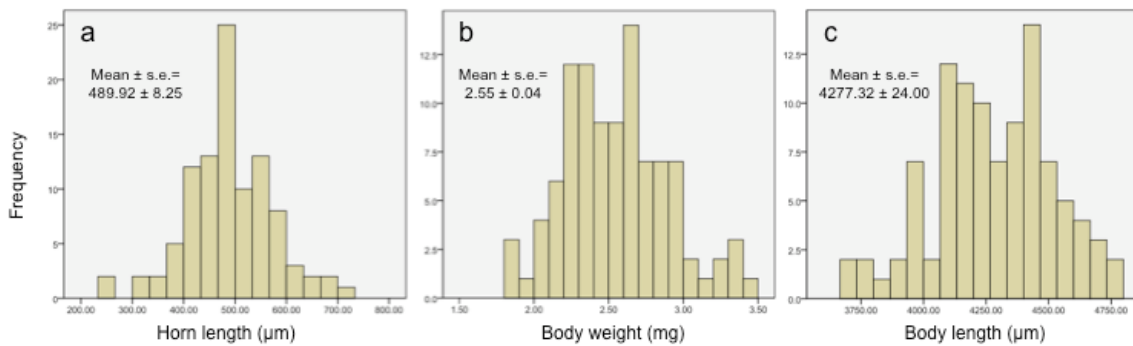 a
Mean ± s.e.=
489.92 ± 8.25
25
20
15
10
5
0
Frequency
200.00 300.00 400.00 500.00 600.00 700.00 800.00
Horn length (µm)
b
Mean ± s.e.=
2.55 ± 0.04
12.5
10.0
7.5
5.0
2.5
0.0
1.50 2.00 2.50 3.00 3.50
Body weight (mg)
c
Mean ± s.e.=
4277.32 ± 24.00
12.5
10.0
7.5
5.0
2.5
0.0
3750.00 4000.00 4250.00 4500.00 4750.00
Body length (µm)